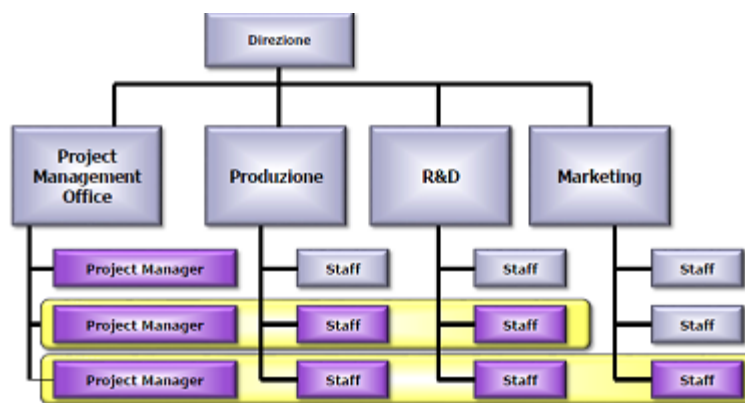 Direzione
Project
Management
Office
Produzione
R&D
Marketing
Project Manager
Staff
Staff
Staff
Project Manager
Staff
Staff
Staff
Project Manager
Staff
Staff
Staff